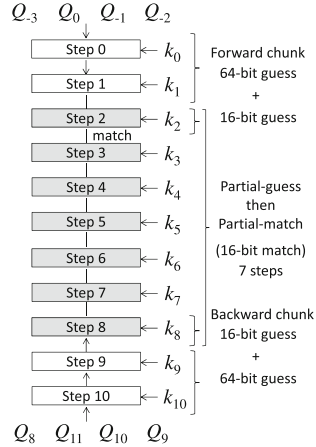 Q-3 Q0 Q-1 Q-2
Step 0 k0
Step 1 k1
Step 2 k2
match
Step 3 k3
Step 4 k4
Step 5 k5
Step 6 k6
Step 7 k7
Step 8 k8
Step 9 k9
Step 10 k10
Q8 Q11 Q10 Q9
Forward chunk
64-bit guess
+
16-bit guess
Partial-guess
then
Partial-match
(16-bit match)
7 steps
Backward chunk
16-bit guess
+
64-bit guess